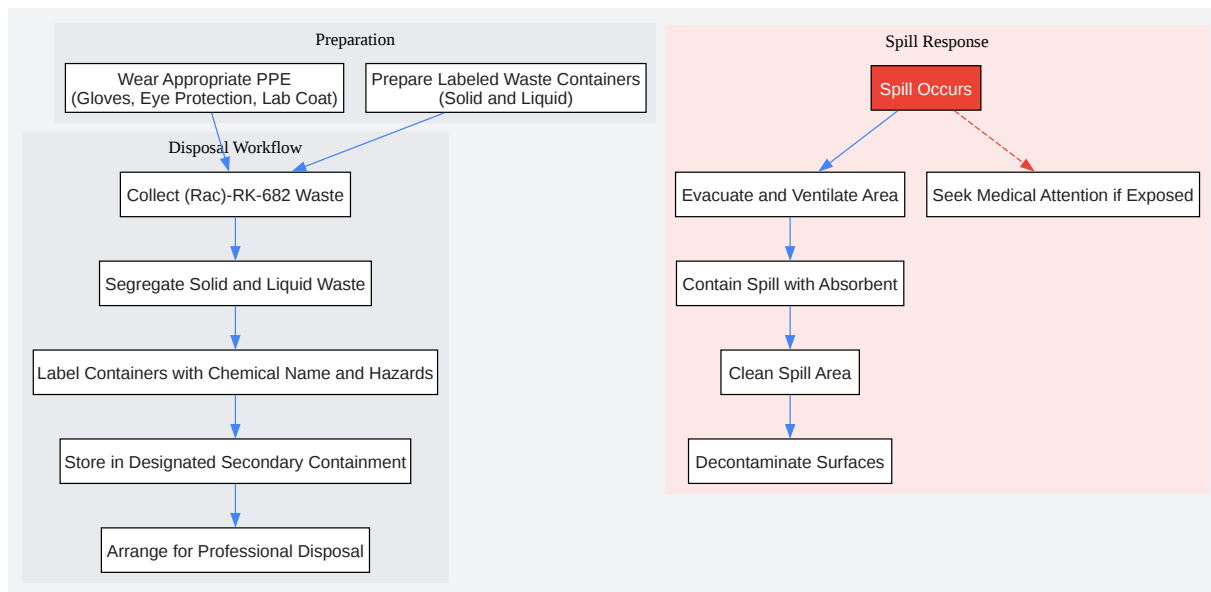 Preparation
Wear Appropriate PPE
(Gloves, Eye Protection, Lab Coat)
Prepare Labeled Waste Containers
(Solid and Liquid)
Disposal Workflow
Collect (Rac)-RK-682 Waste
Segregate Solid and Liquid Waste
Label Containers with Chemical Name and Hazards
Store in Designated Secondary Containment
Arrange for Professional Disposal
Spill Response
Spill Occurs
Evacuate and Ventilate Area
Seek Medical Attention if Exposed
Contain Spill with Absorbent
Clean Spill Area
Decontaminate Surfaces